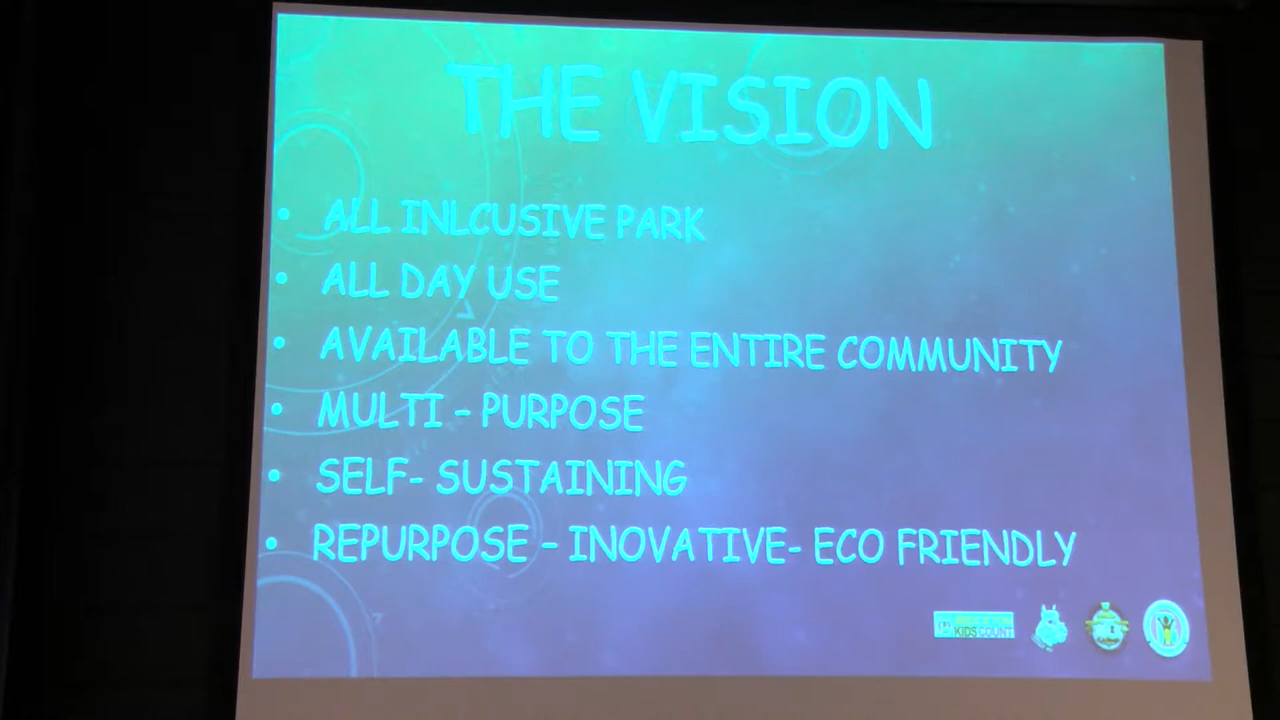 THE VISION
• ALL INLCUSIVE PARK
• ALL DAY USE
• AVAILABLE TO THE ENTIRE COMMUNITY
• MULTI – PURPOSE
• SELF- SUSTAINING
• REPURPOSE – INOVATIVE- ECO FRIENDLY
KIDS COUNT